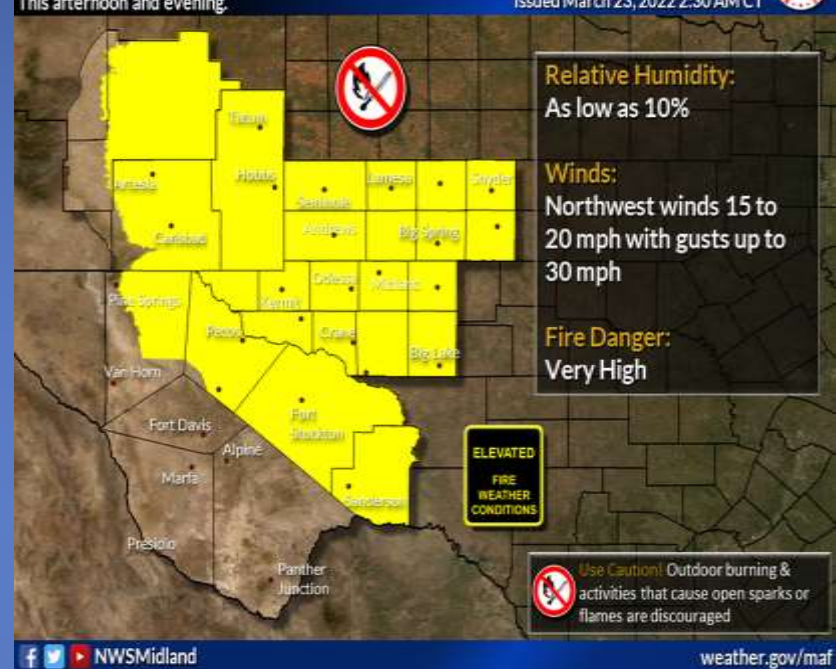 This afternoon and evening.
Issued March 23, 2022 2:30 AM CT
Relative Humidity:
As low as 10%
Winds:
Northwest winds 15 to
20 mph with gusts up to
30 mph
Fire Danger:
Very High
Tatum
Artesia
Hobbs
Carlsbad
Seminole
Lamesa
Snyder
Andrews
Big Spring
Pine Springs
Kermit
Odessa
Midland
Pecos
Crane
Big Lake
Van Horn
Fort
Stockton
Fort Davis
Alpine
Marfa
Sanderson
Presidio
Panther
Junction
ELEVATED
FIRE
WEATHER
CONDITIONS
Use Caution! Outdoor burning &
activities that cause open sparks or
flames are discouraged
NWSMidland
weather.gov/maf